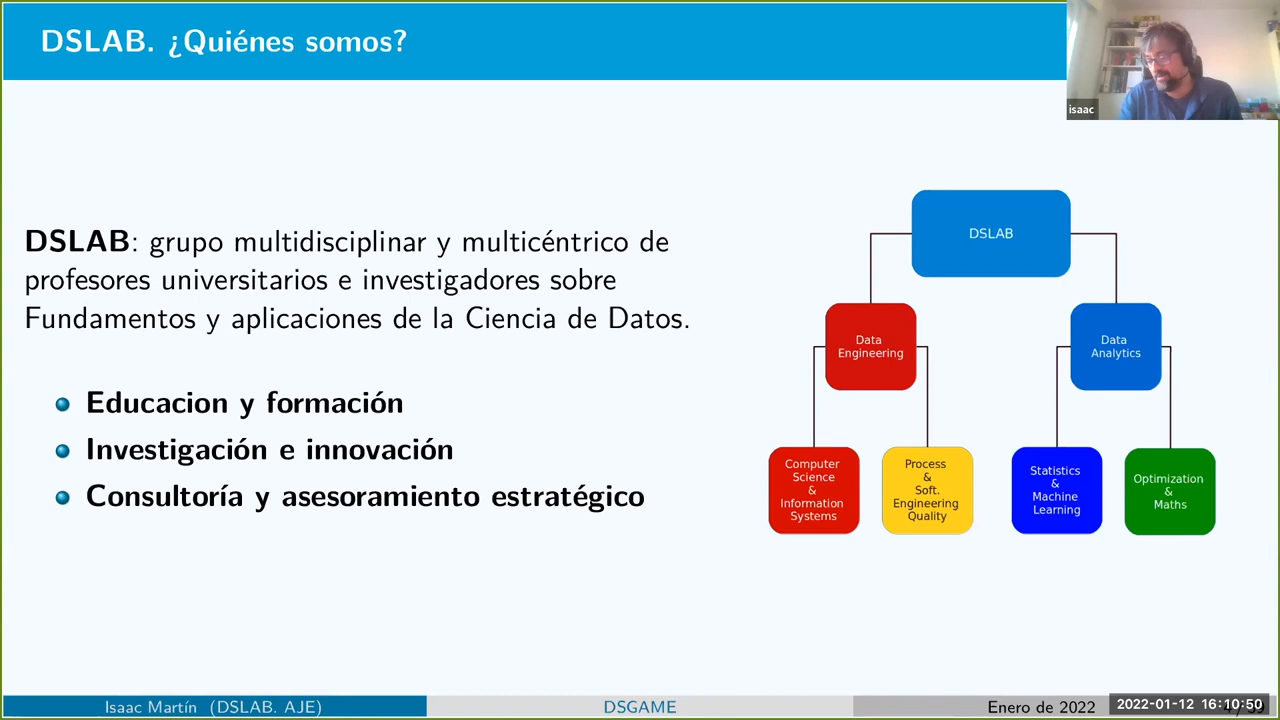 DSLAB. ¿Quiénes somos?
isaac
DSLAB: grupo multidisciplinar y multicéntrico de
profesores universitarios e investigadores sobre
Fundamentos y aplicaciones de la Ciencia de Datos.
Educacion y formación
Investigación e innovación
Consultoría y asesoramiento estratégico
DSLAB
Data
Engineering
Data
Analytics
Computer
Science
&
Information
Systems
Process
&
Soft.
Engineering
Quality
Statistics
&
Machine
Learning
Optimization
&
Maths
Isaac Martín (DSLAB. AJE)
DSGAME
Enero de 2022
2022-01-12 16:10:50